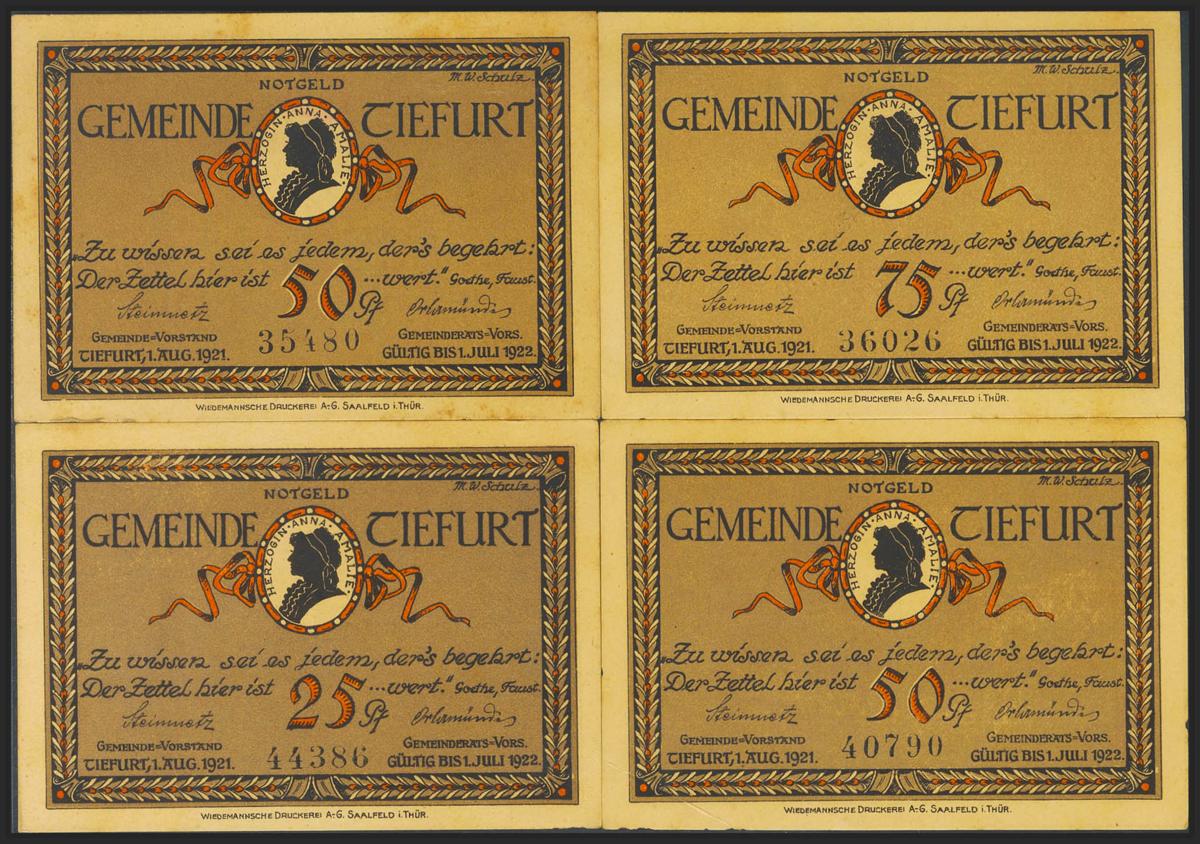 NOTGELD
M.W. Schulz.
GEMEINDE TIEFURT
HERZOGIN·ANNA·AMALIE·
„Zu wissen sei es jedem, der's begehrt:
Der Zettel hier ist 50 Pf ...wert." Goethe, Faust.
Steinmetz Orlamünde
GEMEINDE=VORSTAND 35480 GEMEINDERATS=VORS.
TIEFURT, 1. AUG. 1921. GÜLTIG BIS 1. JULI 1922.
WIEDEMANNSCHE DRUCKEREI A.-G. SAALFELD i. THÜR.
NOTGELD
M.W. Schulz.
GEMEINDE TIEFURT
HERZOGIN·ANNA·AMALIE·
„Zu wissen sei es jedem, der's begehrt:
Der Zettel hier ist 75 Pf ...wert." Goethe, Faust.
Steinmetz Orlamünde
GEMEINDE=VORSTAND 36026 GEMEINDERATS=VORS.
TIEFURT, 1. AUG. 1921. GÜLTIG BIS 1. JULI 1922.
WIEDEMANNSCHE DRUCKEREI A.-G. SAALFELD i. THÜR.
NOTGELD
M.W. Schulz.
GEMEINDE TIEFURT
HERZOGIN·ANNA·AMALIE·
„Zu wissen sei es jedem, der's begehrt:
Der Zettel hier ist 25 Pf ...wert." Goethe, Faust.
Steinmetz Orlamünde
GEMEINDE=VORSTAND 44386 GEMEINDERATS=VORS.
TIEFURT, 1. AUG. 1921. GÜLTIG BIS 1. JULI 1922.
WIEDEMANNSCHE DRUCKEREI A.-G. SAALFELD i. THÜR.
NOTGELD
M.W. Schulz.
GEMEINDE TIEFURT
HERZOGIN·ANNA·AMALIE·
„Zu wissen sei es jedem, der's begehrt:
Der Zettel hier ist 50 Pf ...wert." Goethe, Faust.
Steinmetz Orlamünde
GEMEINDE=VORSTAND 40790 GEMEINDERATS=VORS.
TIEFURT, 1. AUG. 1921. GÜLTIG BIS 1. JULI 1922.
WIEDEMANNSCHE DRUCKEREI A.-G. SAALFELD i. THÜR.